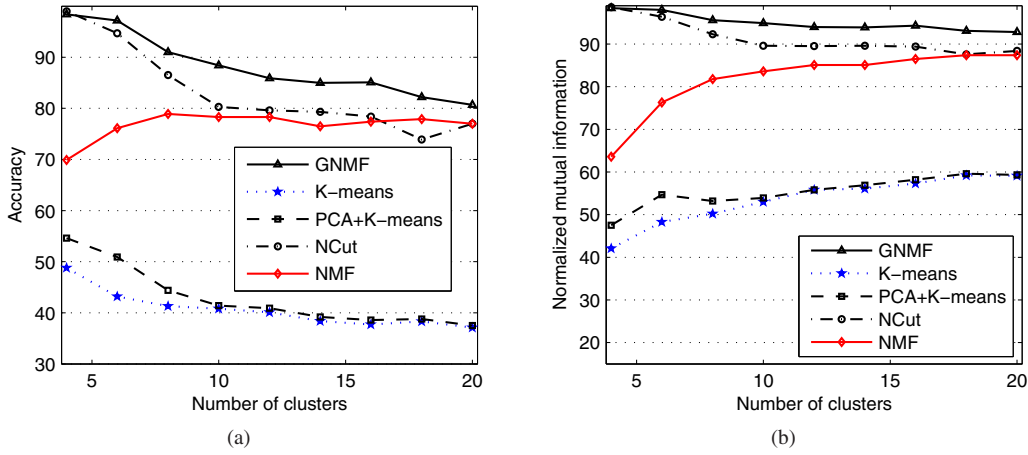 100
90
80
70
60
50
40
30
Accuracy
GNMF
K−means
PCA+K−means
NCut
NMF
5
10
15
20
Number of clusters
(a)
90
80
70
60
50
40
30
20
Normalized mutual information
GNMF
K−means
PCA+K−means
NCut
NMF
5
10
15
20
Number of clusters
(b)